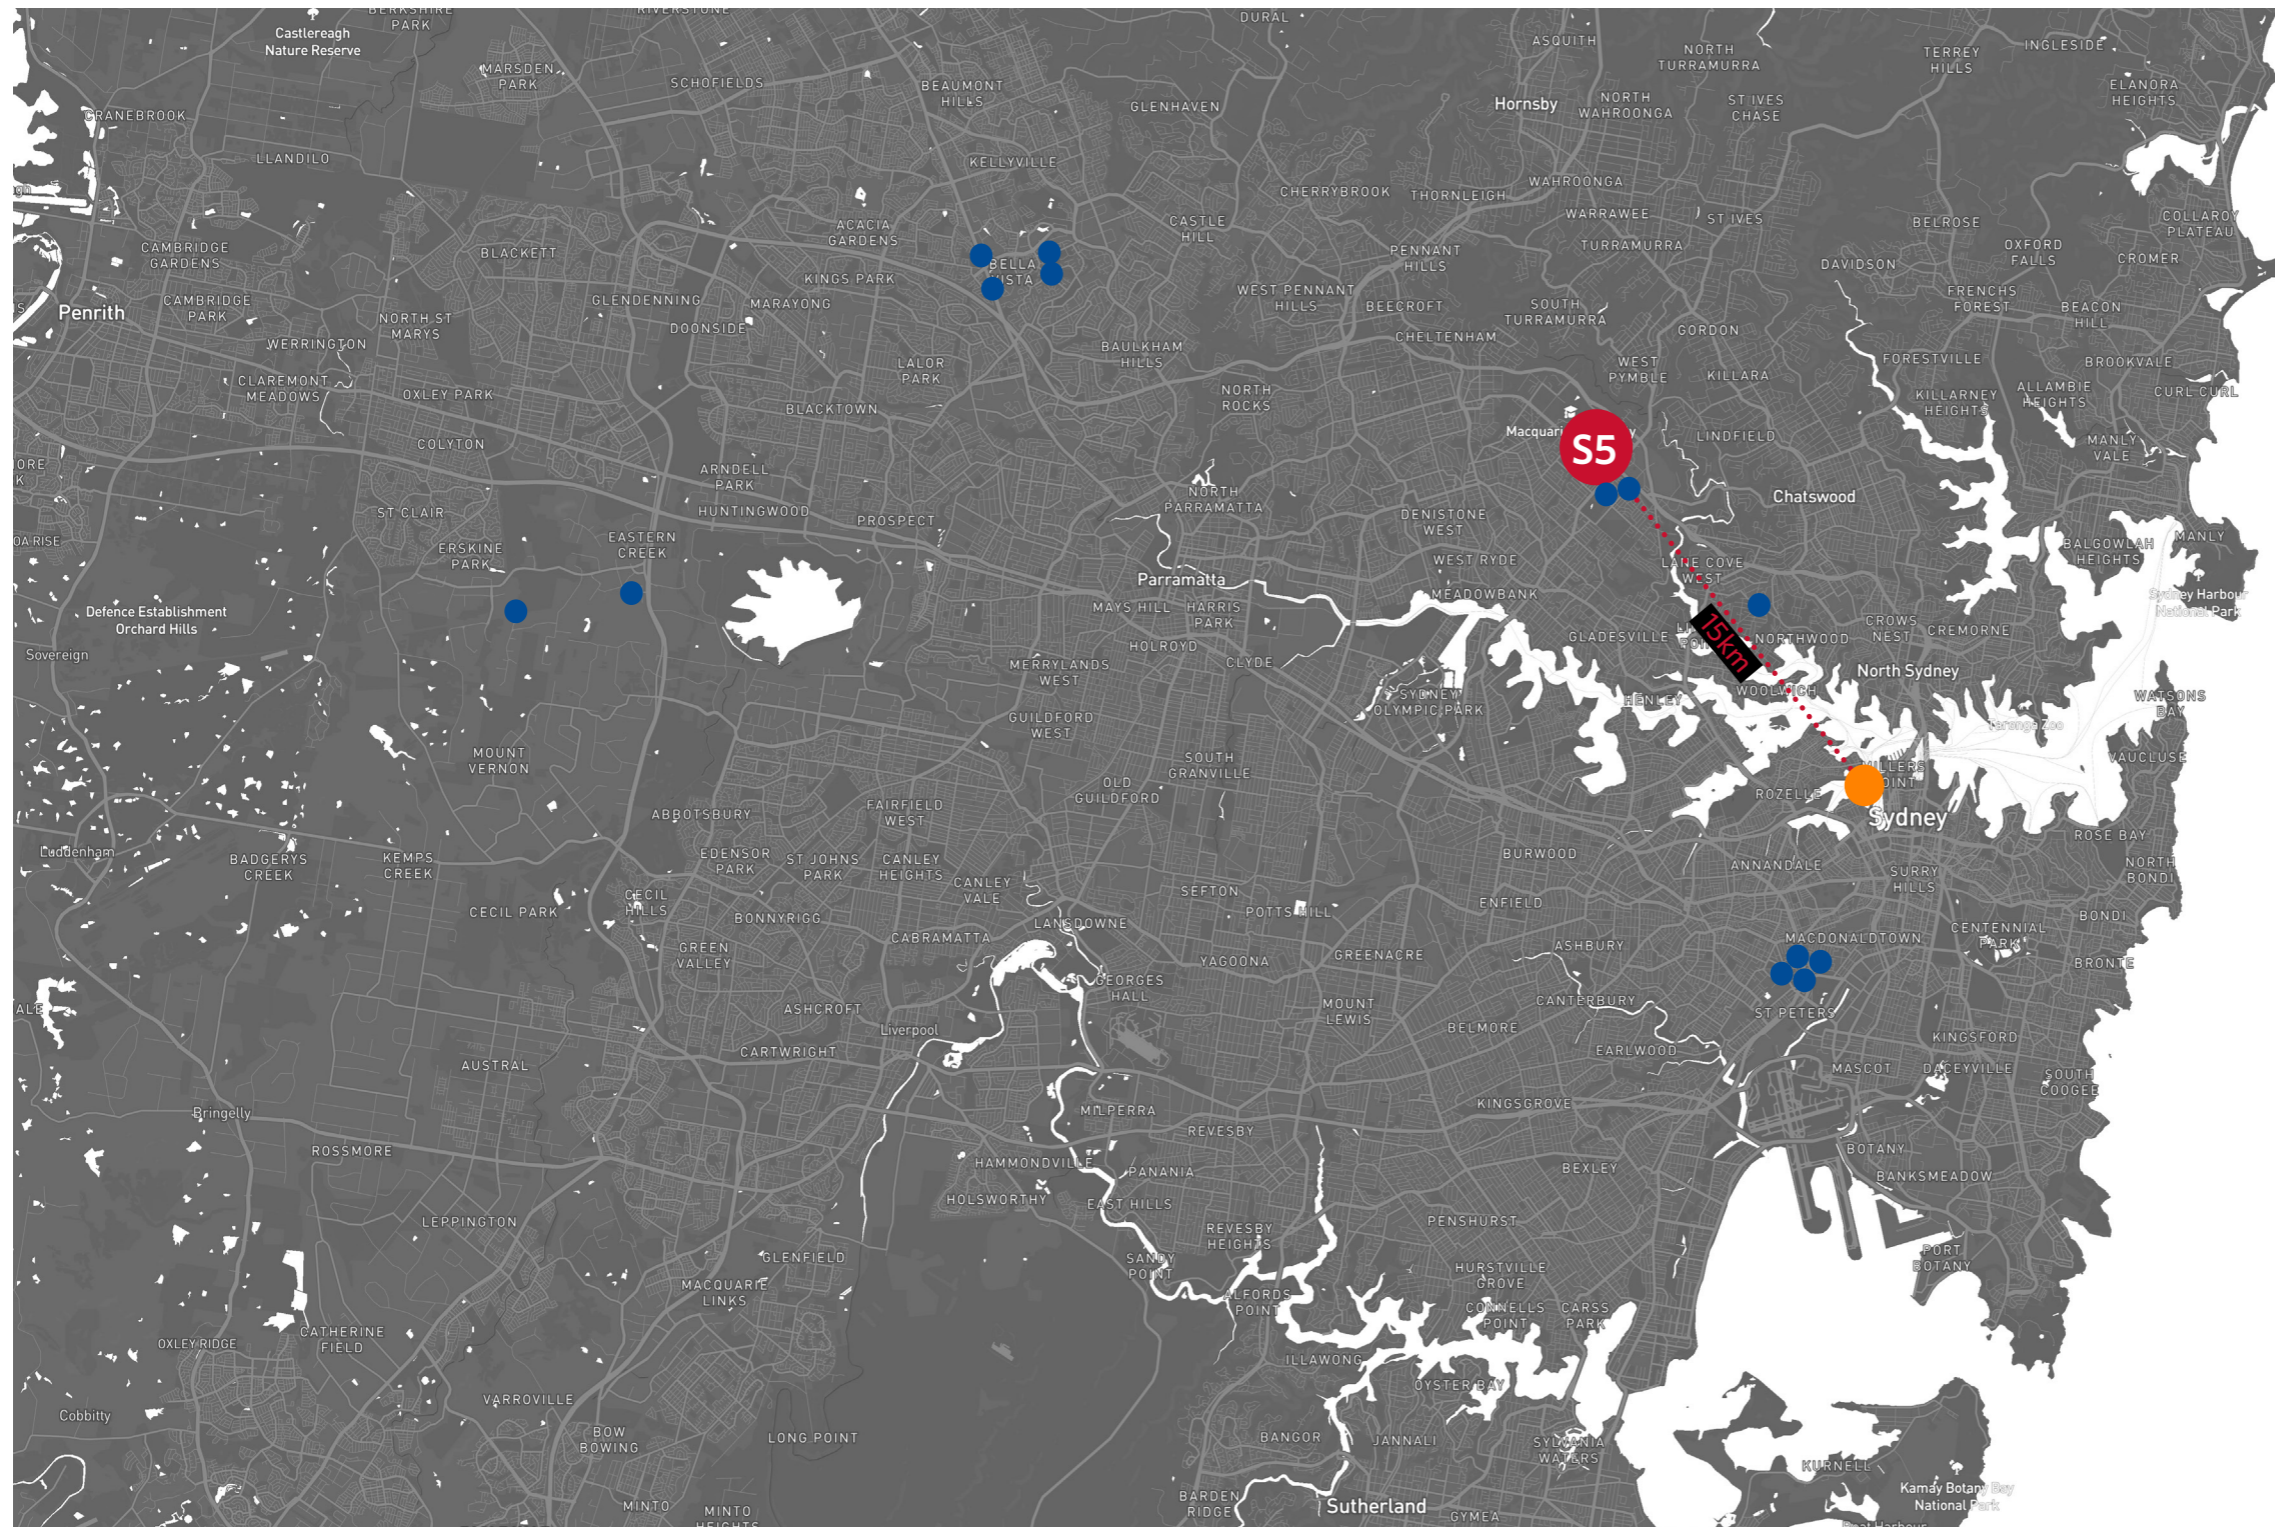 BERKSHIRE
PARK
RIVERSTONE
DURAL
Castlereagh
Nature Reserve
ASQUITH
NORTH
TURRAMURRA
TERREY
HILLS
INGLESIDE
MARSDEN
PARK
SCHOFIELDS
BEAUMONT
HILLS
GLENHAVEN
Hornsby
NORTH
WAHROONGA
ST IVES
CHASE
ELANORA
HEIGHTS
CRANEBROOK
LLANDILO
KELLYVILLE
CHERRYBROOK
THORNLEIGH
WAHROONGA
WARRAWEE
ST IVES
BELROSE
COLLAROY
PLATEAU
CAMBRIDGE
GARDENS
BLACKETT
ACACIA
GARDENS
CASTLE
HILL
PENNANT
HILLS
TURRAMURRA
DAVIDSON
OXFORD
FALLS
CROMER
BELLA
VISTA
KINGS PARK
Penrith
CAMBRIDGE
PARK
NORTH ST
MARYS
GLENDENNING
MARAYONG
DOONSIDE
WEST PENNANT
HILLS
BEECROFT
SOUTH
TURRAMURRA
FRENCHS
FOREST
BEACON
HILL
WERRINGTON
CHELTENHAM
GORDON
BAULKHAM
HILLS
LALOR
PARK
WEST
PYMBLE
KILLARA
FORESTVILLE
BROOKVALE
CLAREMONT
MEADOWS
OXLEY PARK
BLACKTOWN
NORTH
ROCKS
KILLARNEY
HEIGHTS
ALLAMBIE
HEIGHTS
CURL CURL
COLYTON
S5
LINDFIELD
MANLY
VALE
ARNDELL
PARK
HUNTINGWOOD
PROSPECT
NORTH
PARRAMATTA
DENISTONE
WEST
Chatswood
ST CLAIR
ERSKINE
PARK
EASTERN
CREEK
WEST RYDE
LANE COVE
WEST
BALGOWLAH
HEIGHTS
MANLY
Parramatta
MEADOWBANK
Defence Establishment
Orchard Hills
MAYS HILL
HARRIS
PARK
HOLROYD
CLYDE
GLADESVILLE
15km
NORTHWOOD
CROWS
NEST
CREMORNE
Sydney Harbour
National Park
Sovereign
MERRYLANDS
WEST
SYDNEY
OLYMPIC PARK
HENLEY
WOOLWICH
North Sydney
WATSONS
BAY
Taronga Zoo
GUILDFORD
WEST
MOUNT
VERNON
SOUTH
GRANVILLE
OLD
GUILDFORD
VAUCLUSE
ROZELLE
Sydney
ABBOTSBURY
FAIRFIELD
WEST
ROSE BAY
Luddenham
BADGERYS
CREEK
KEMPS
CREEK
EDENSOR
PARK
ST JOHNS
PARK
CANLEY
HEIGHTS
CANLEY
VALE
SEFTON
BURWOOD
ANNANDALE
SURRY
HILLS
NORTH
BONDI
CECIL PARK
CECIL
HILLS
BONNYRIGG
LANSDOWNE
POTTS HILL
ENFIELD
BONDI
GREEN
VALLEY
CABRAMATTA
YAGOONA
GREENACRE
ASHBURY
MACDONALDTOWN
CENTENNIAL
PARK
BRONTE
GEORGES
HALL
ASHCROFT
MOUNT
LEWIS
CANTERBURY
ST PETERS
Liverpool
BELMORE
KINGSFORD
AUSTRAL
CARTWRIGHT
EARLWOOD
MASCOT
DACEYVILLE
SOUTH
COOGEE
Bringelly
MILPERRA
KINGSGROVE
REVESBY
ROSSMORE
HAMMONDVILLE
PANANIA
BEXLEY
BOTANY
BANKSMEADOW
HOLSWORTHY
EAST HILLS
LEPPINGTON
REVESBY
HEIGHTS
PENSHURST
GLENFIELD
SANDY
POINT
PORT
BOTANY
MACQUARIE
LINKS
HURSTVILLE
GROVE
ALFORDS
POINT
CONNELLS
POINT
CARSS
PARK
OXLEY RIDGE
CATHERINE
FIELD
ILLAWONG
OYSTER BAY
VARROVILLE
Cobbitty
BOW
BOWING
LONG POINT
BANGOR
JANNALI
SYLVANIA
WATERS
KURNELL
Kamay Botany Bay
National Park
MINTO
MINTO
HEIGHTS
BARDEN
RIDGE
Sutherland
GYMEA